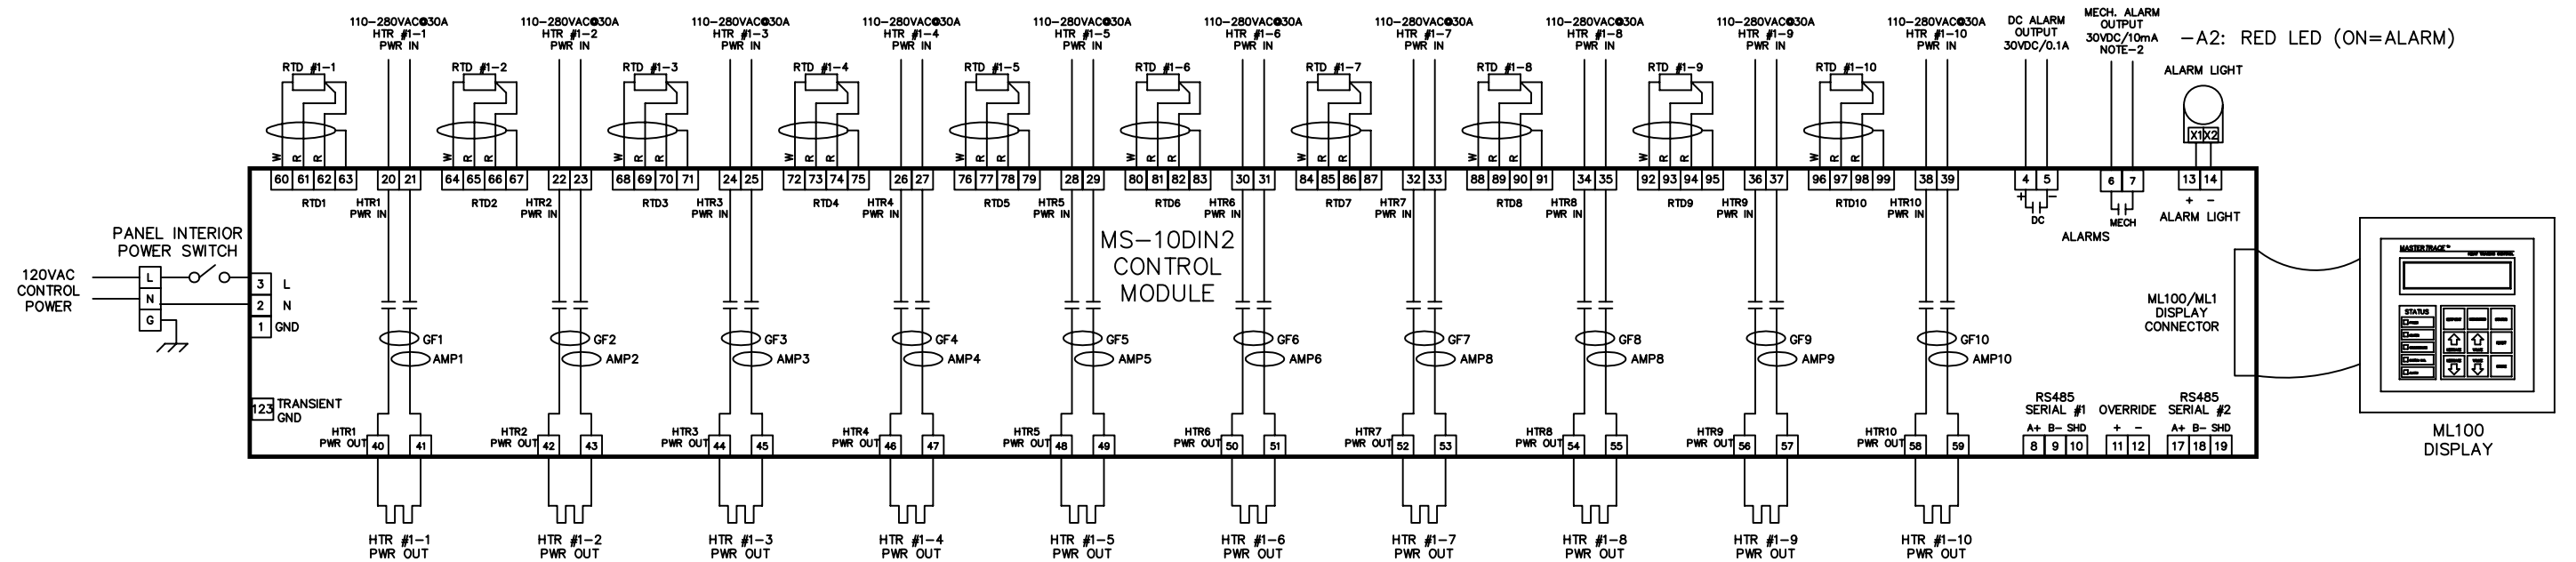 110-280VAC@30A
HTR #1-1
PWR IN
110-280VAC@30A
HTR #1-2
PWR IN
110-280VAC@30A
HTR #1-3
PWR IN
110-280VAC@30A
HTR #1-4
PWR IN
110-280VAC@30A
HTR #1-5
PWR IN
110-280VAC@30A
HTR #1-6
PWR IN
110-280VAC@30A
HTR #1-7
PWR IN
110-280VAC@30A
HTR #1-8
PWR IN
110-280VAC@30A
HTR #1-9
PWR IN
110-280VAC@30A
HTR #1-10
PWR IN
DC ALARM
OUTPUT
30VDC/0.1A
MECH. ALARM
OUTPUT
30VDC/10mA
NOTE-2
-A2: RED LED (ON=ALARM)
ALARM LIGHT
X1 X2
RTD #1-1
RTD #1-2
RTD #1-3
RTD #1-4
RTD #1-5
RTD #1-6
RTD #1-7
RTD #1-8
RTD #1-9
RTD #1-10
W R R
W R R
W R R
W R R
W R R
W R R
W R R
W R R
W R R
W R R
60 61 62 63 20 21
64 65 66 67 22 23
68 69 70 71 24 25
72 73 74 75 26 27
76 77 78 79 28 29
80 81 82 83 30 31
84 85 86 87 32 33
88 89 90 91 34 35
92 93 94 95 36 37
96 97 98 99 38 39
4 5
6 7
13 14
RTD1
HTR1
PWR IN
RTD2
HTR2
PWR IN
RTD3
HTR3
PWR IN
RTD4
HTR4
PWR IN
RTD5
HTR5
PWR IN
RTD6
HTR6
PWR IN
RTD7
HTR7
PWR IN
RTD8
HTR8
PWR IN
RTD9
HTR9
PWR IN
RTD10
HTR10
PWR IN
+ -
DC
MECH
ALARMS
+ -
ALARM LIGHT
MS-10DIN2
CONTROL
MODULE
PANEL INTERIOR
POWER SWITCH
120VAC
CONTROL
POWER
L
N
G
3 L
2 N
1 GND
123 TRANSIENT
GND
GF1
AMP1
GF2
AMP2
GF3
AMP3
GF4
AMP4
GF5
AMP5
GF6
AMP6
GF7
AMP8
GF8
AMP8
GF9
AMP9
GF10
AMP10
ML100/ML1
DISPLAY
CONNECTOR
MASTERTRACE
STATUS
HTR1
PWR OUT
40 41
HTR2
PWR OUT
42 43
HTR3
PWR OUT
44 45
HTR4
PWR OUT
46 47
HTR5
PWR OUT
48 49
HTR6
PWR OUT
50 51
HTR7
PWR OUT
52 53
HTR8
PWR OUT
54 55
HTR9
PWR OUT
56 57
HTR10
PWR OUT
58 59
RS485
SERIAL #1
A+ B- SHD
8 9 10
OVERRIDE
+ -
11 12
RS485
SERIAL #2
A+ B- SHD
17 18 19
ML100
DISPLAY
HTR #1-1
PWR OUT
HTR #1-2
PWR OUT
HTR #1-3
PWR OUT
HTR #1-4
PWR OUT
HTR #1-5
PWR OUT
HTR #1-6
PWR OUT
HTR #1-7
PWR OUT
HTR #1-8
PWR OUT
HTR #1-9
PWR OUT
HTR #1-10
PWR OUT